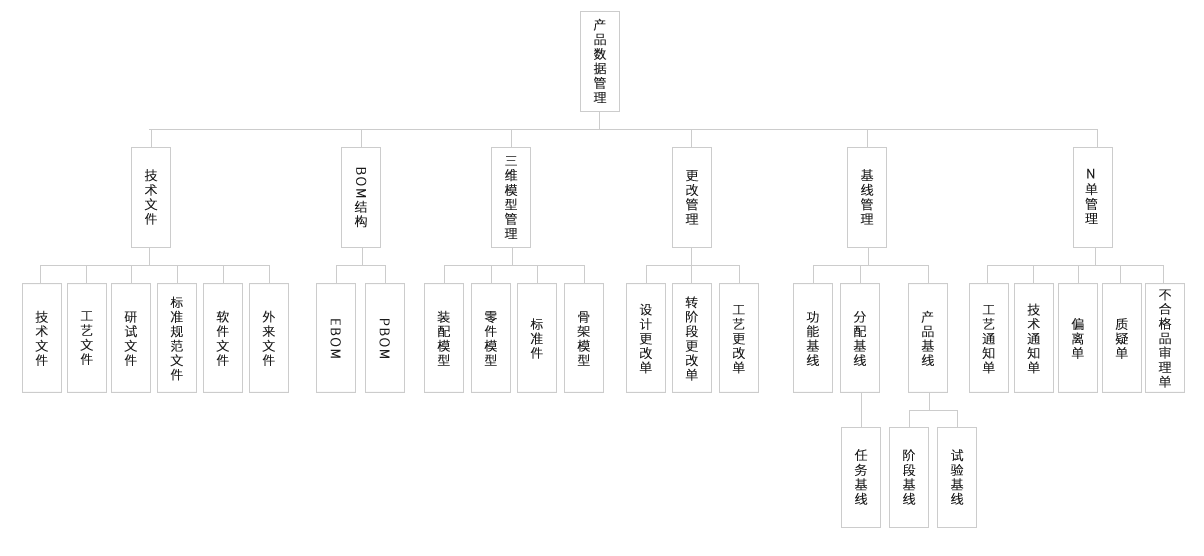 产品数据管理
技术文件
BOM结构
三维模型管理
更改管理
基线管理
N单管理
技术文件
工艺文件
研试文件
标准规范文件
软件文件
外来文件
EBOM
PBOM
装配模型
零件模型
标准件
骨架模型
设计更改单
转阶段更改单
工艺更改单
功能基线
分配基线
产品基线
工艺通知单
技术通知单
偏离单
质疑单
不合格品审理单
任务基线
阶段基线
试验基线